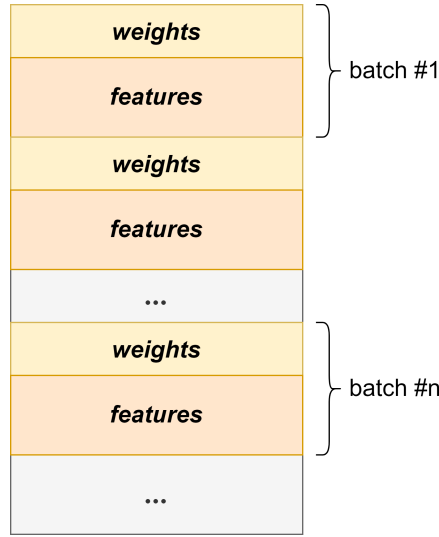 weights
batch #1
features
weights
features
...
weights
batch #n
features
...